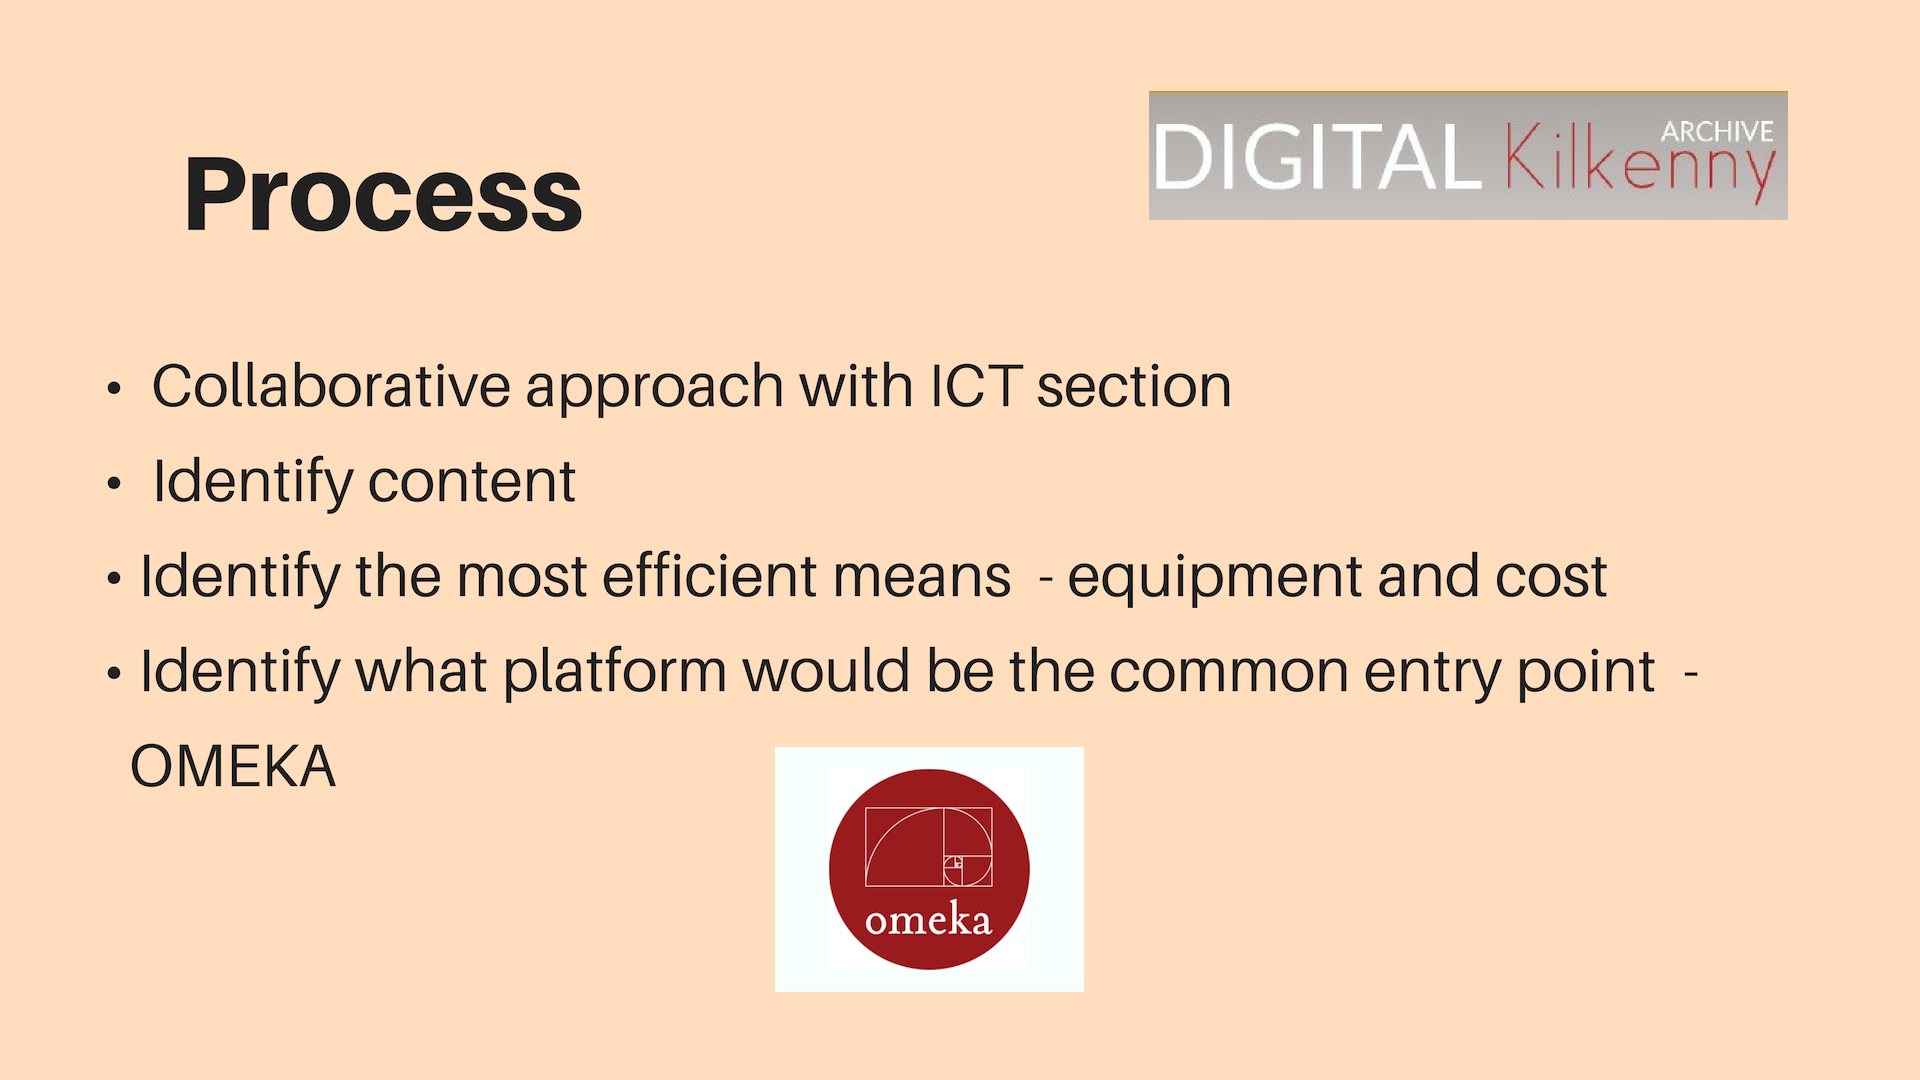 DIGITAL Kilkenny ARCHIVE
Process
• Collaborative approach with ICT section
• Identify content
• Identify the most efficient means - equipment and cost
• Identify what platform would be the common entry point -
OMEKA
omeka